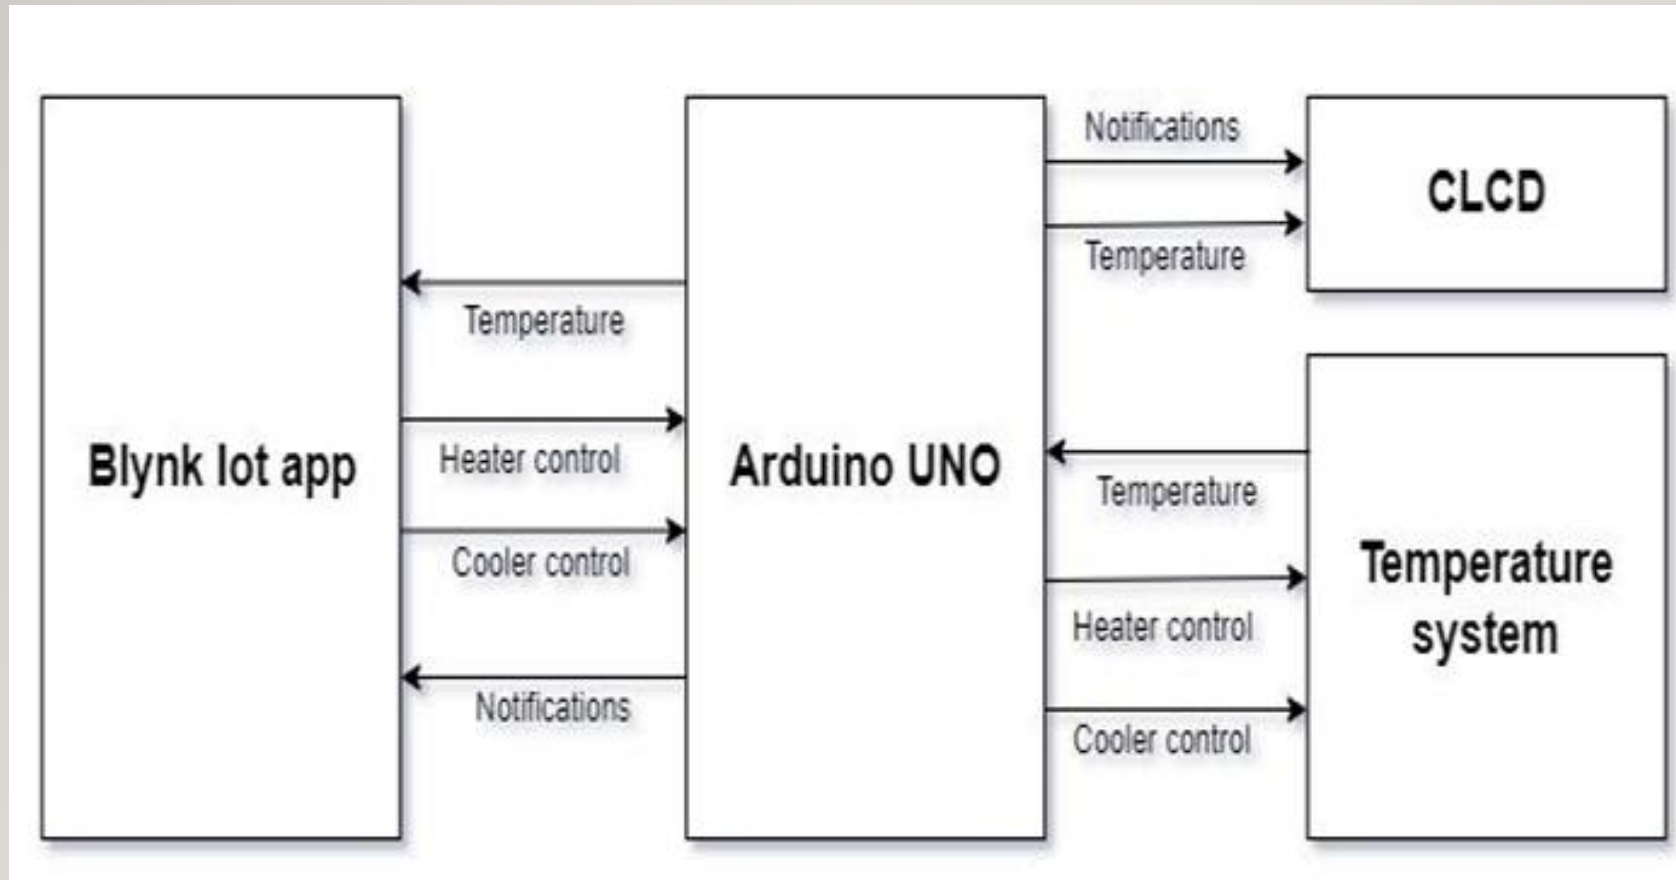 Blynk Iot app
Temperature
Heater control
Cooler control
Notifications
Arduino UNO
Notifications
Temperature
CLCD
Temperature
Heater control
Cooler control
Temperature
system